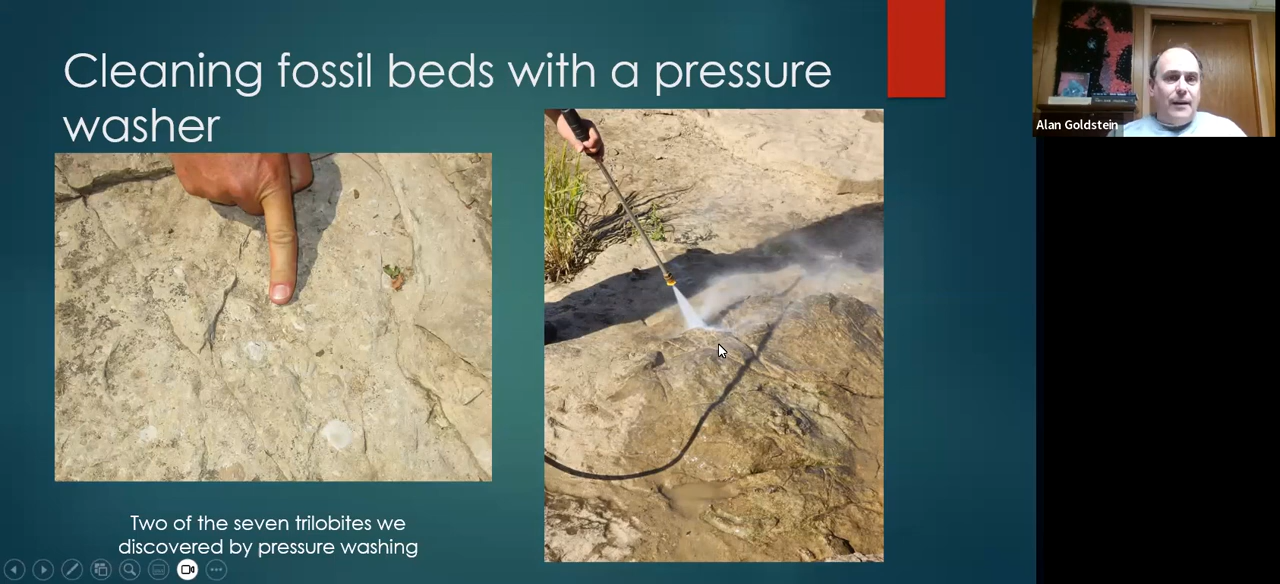 Cleaning fossil beds with a pressure
washer
Alan Goldstein
Two of the seven trilobites we
discovered by pressure washing